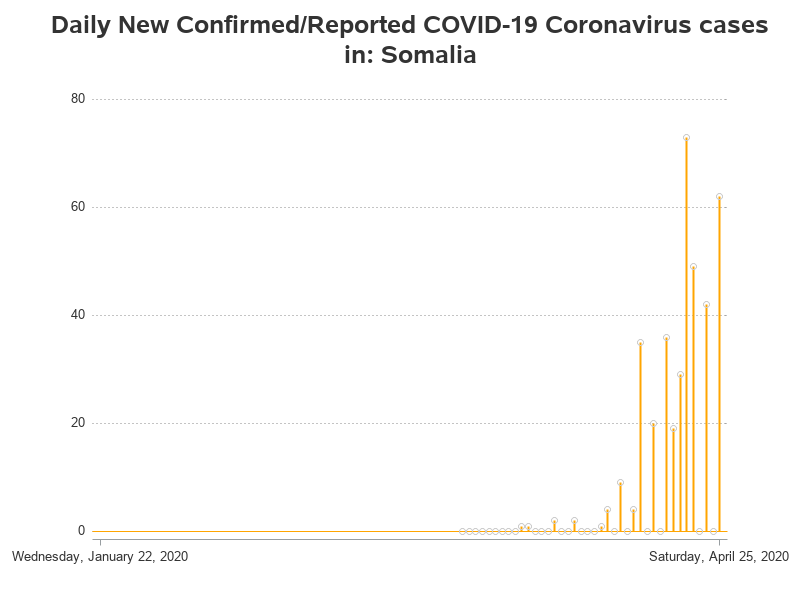 Daily New Confirmed/Reported COVID-19 Coronavirus cases
in: Somalia
80
60
40
20
0
Wednesday, January 22, 2020
Saturday, April 25, 2020